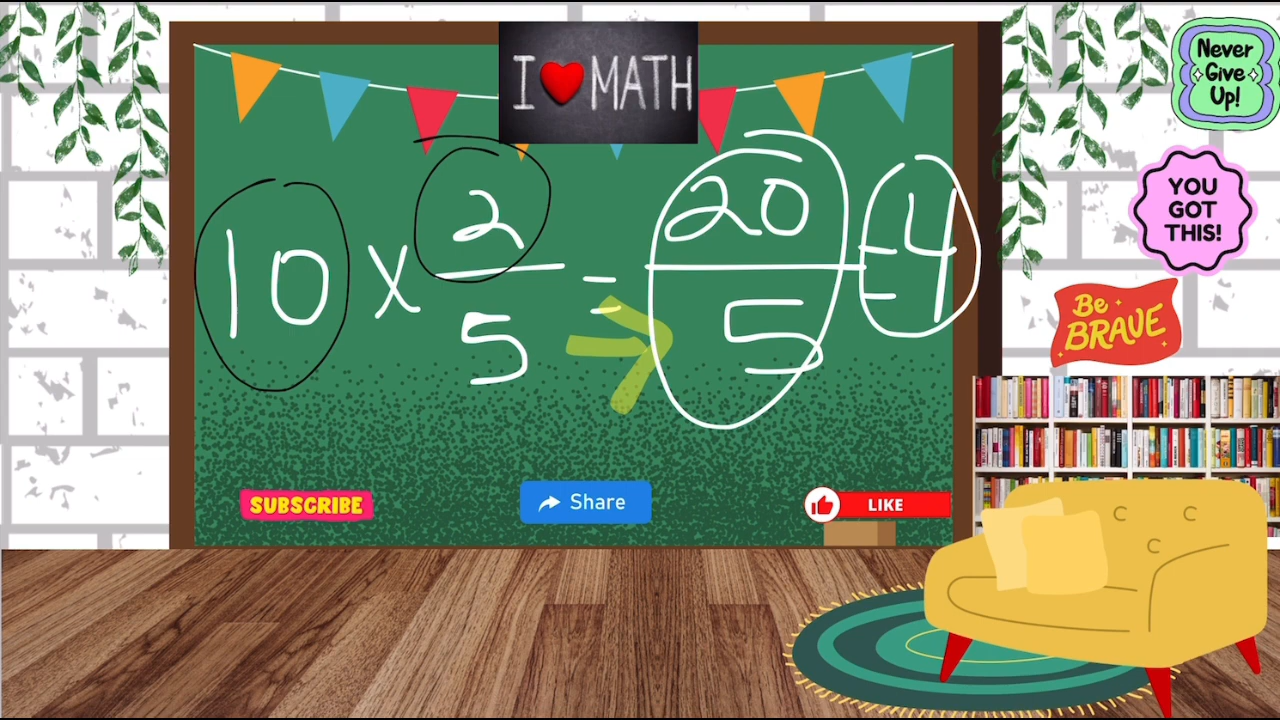 I ❤ MATH
Never
Give
Up!
YOU
GOT
THIS!
Be
BRAVE
10 x 2/5 = 20/5 = 4
SUBSCRIBE
Share
LIKE